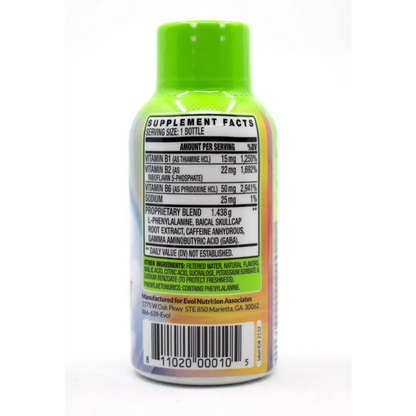 SUPPLEMENT FACTS
SERVING SIZE: 1 BOTTLE
AMOUNT PER SERVING %DV
VITAMIN B1 (AS THIAMINE HCL) 15 mg 1,250%
VITAMIN B2 (AS 22 mg 1,692%
RIBOFLAVIN 5-PHOSPHATE)
VITAMIN B6 (AS PYRIDOXINE HCL) 50 mg 2,941%
SODIUM 25 mg 1%
PROPRIETARY BLEND 1.438 g **
L-PHENYLALANINE, BAICAL SKULLCAP
ROOT EXTRACT, CAFFEINE ANHYDROUS,
GAMMA AMINOBUTYRIC ACID (GABA).
** DAILY VALUE (DV) NOT ESTABLISHED.
OTHER INGREDIENTS: FILTERED WATER, NATURAL FLAVORS,
MALIC ACID, CITRIC ACID, SUCRALOSE, POTASSIUM SORBATE &
SODIUM BENZOATE (TO PROTECT FRESHNESS).
PHENYLKETONURICS: CONTAINS PHENYLALANINE.
Manufactured for Evol Nutrition Associates
1775 W Oak Pkwy STE 850 Marietta, GA 30062
866-639-Evol
8 11020 00010 5